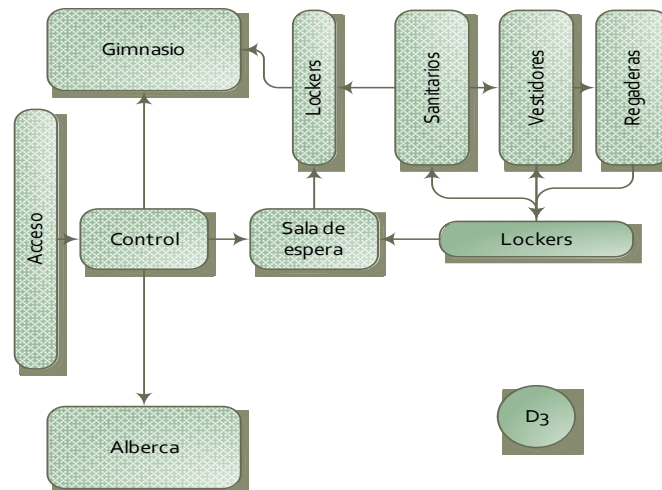 Gimnasio
Lockers
Sanitarios
Vestidores
Regaderas
Acceso
Control
Sala de
espera
Lockers
Alberca
D3